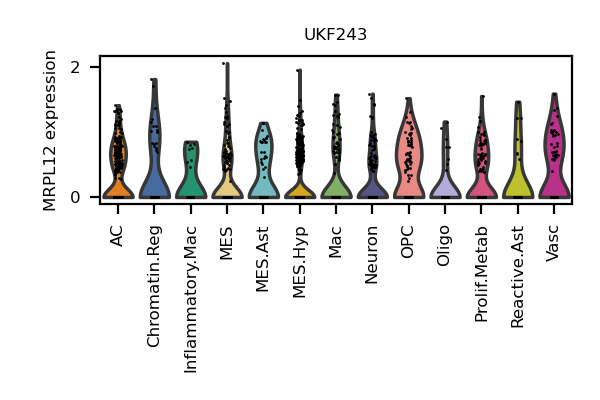 UKF243
MRPL12 expression
2
0
AC
Chromatin.Reg
Inflammatory.Mac
MES
MES.Ast
MES.Hyp
Mac
Neuron
OPC
Oligo
Prolif.Metab
Reactive.Ast
Vasc